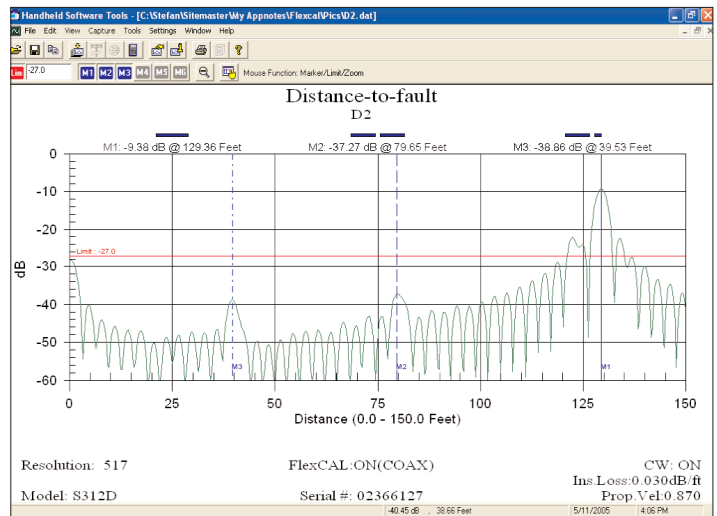 Handheld Software Tools - [C:\Stefan\Sitemaster\My Appnotes\Flexcal\Pics\D2.dat]
File Edit View Capture Tools Settings Window Help
Lim -27.0 M1 M2 M3 M4 M5 M6 Mouse Function: Marker/Limit/Zoom
Distance-to-fault
D2
M1: -9.38 dB @ 129.36 Feet M2: -37.27 dB @ 79.65 Feet M3: -38.86 dB @ 39.53 Feet
0
-10
-20
Limit : -27.0
-30
dB
-40
-50
M3 M2 M1
-60
0 25 50 75 100 125 150
Distance (0.0 - 150.0 Feet)
Resolution: 517 FlexCAL:ON(COAX) CW: ON
Ins.Loss:0.030dB/ft
Model: S312D Serial #: 02366127 Prop.Vel:0.870
-40.45 dB , 38.66 Feet 5/11/2005 4:06 PM